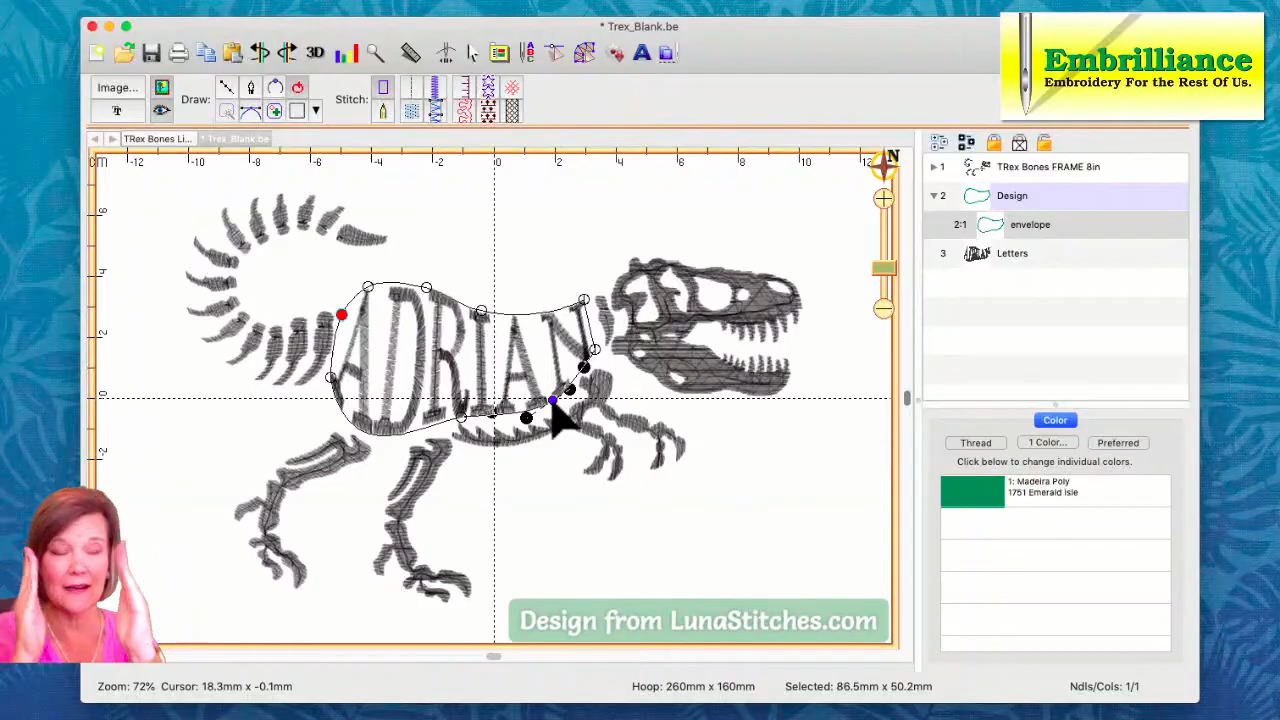 * Trex_Blank.be
Embrilliance
Embroidery For the Rest Of Us.
3D
Image...
Draw:
Stitch:
TRex Bones Li...
* Trex_Blank.be
-12 -10 -8 -6 -4 -2 0 2 4 6 8 10 12
N
1 TRex Bones FRAME 8in
2 Design
2:1 envelope
3 Letters
ADRIAN
Color
Thread
1 Color...
Preferred
Click below to change individual colors.
1: Madeira Poly
1751 Emerald Isle
Design from LunaStitches.com
Zoom: 72% Cursor: 18.3mm x -0.1mm
Hoop: 260mm x 160mm
Selected: 86.5mm x 50.2mm
Ndls/Cols: 1/1